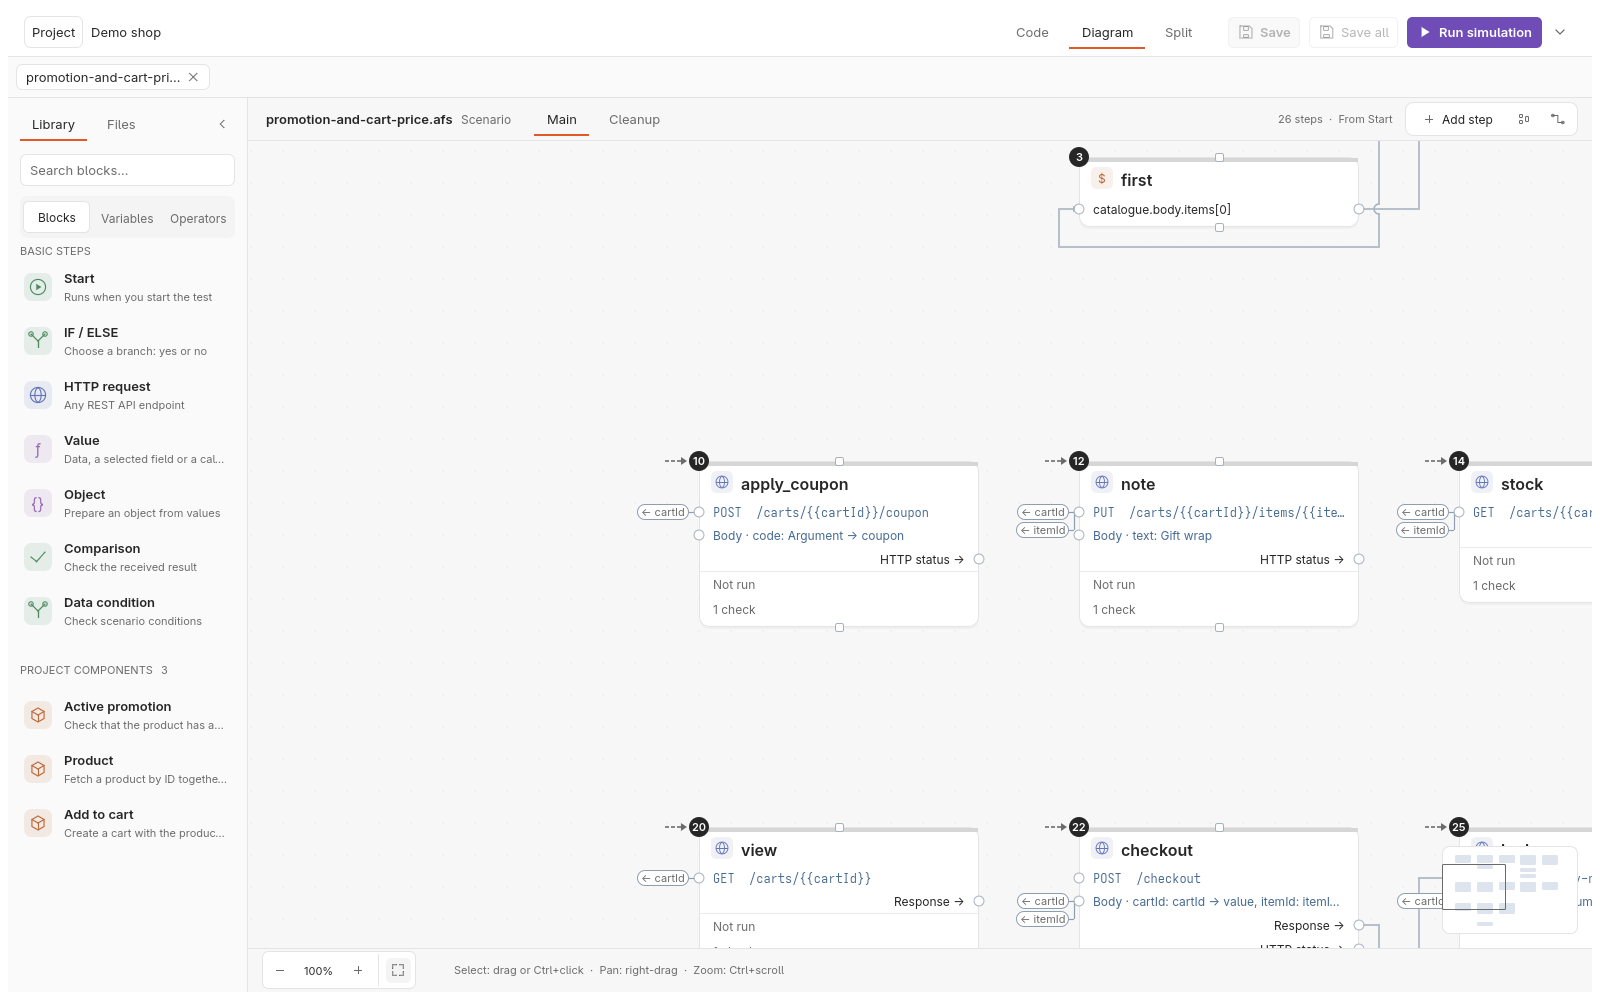 Project Demo shop
Code Diagram Split Save Save all Run simulation
promotion-and-cart-pri...
Library Files
promotion-and-cart-price.afs Scenario Main Cleanup
26 steps · From Start Add step
Search blocks...
Blocks Variables Operators
BASIC STEPS
Start
Runs when you start the test
IF / ELSE
Choose a branch: yes or no
HTTP request
Any REST API endpoint
Value
Data, a selected field or a cal...
Object
Prepare an object from values
Comparison
Check the received result
Data condition
Check scenario conditions
PROJECT COMPONENTS 3
Active promotion
Check that the product has a...
Product
Fetch a product by ID togethe...
Add to cart
Create a cart with the produc...
3
$ first
catalogue.body.items[0]
10
apply_coupon
← cartId
POST /carts/{{cartId}}/coupon
Body · code: Argument → coupon
HTTP status →
Not run
1 check
12
note
← cartId
← itemId
PUT /carts/{{cartId}}/items/{{ite...
Body · text: Gift wrap
HTTP status →
Not run
1 check
14
stock
← cartId
← itemId
GET /carts/{{car
Not run
1 check
20
view
← cartId
GET /carts/{{cartId}}
Response →
Not run
22
checkout
POST /checkout
← cartId
← itemId
Body · cartId: cartId → value, itemId: itemI...
Response →
25
← cartId
100%
Select: drag or Ctrl+click · Pan: right-drag · Zoom: Ctrl+scroll